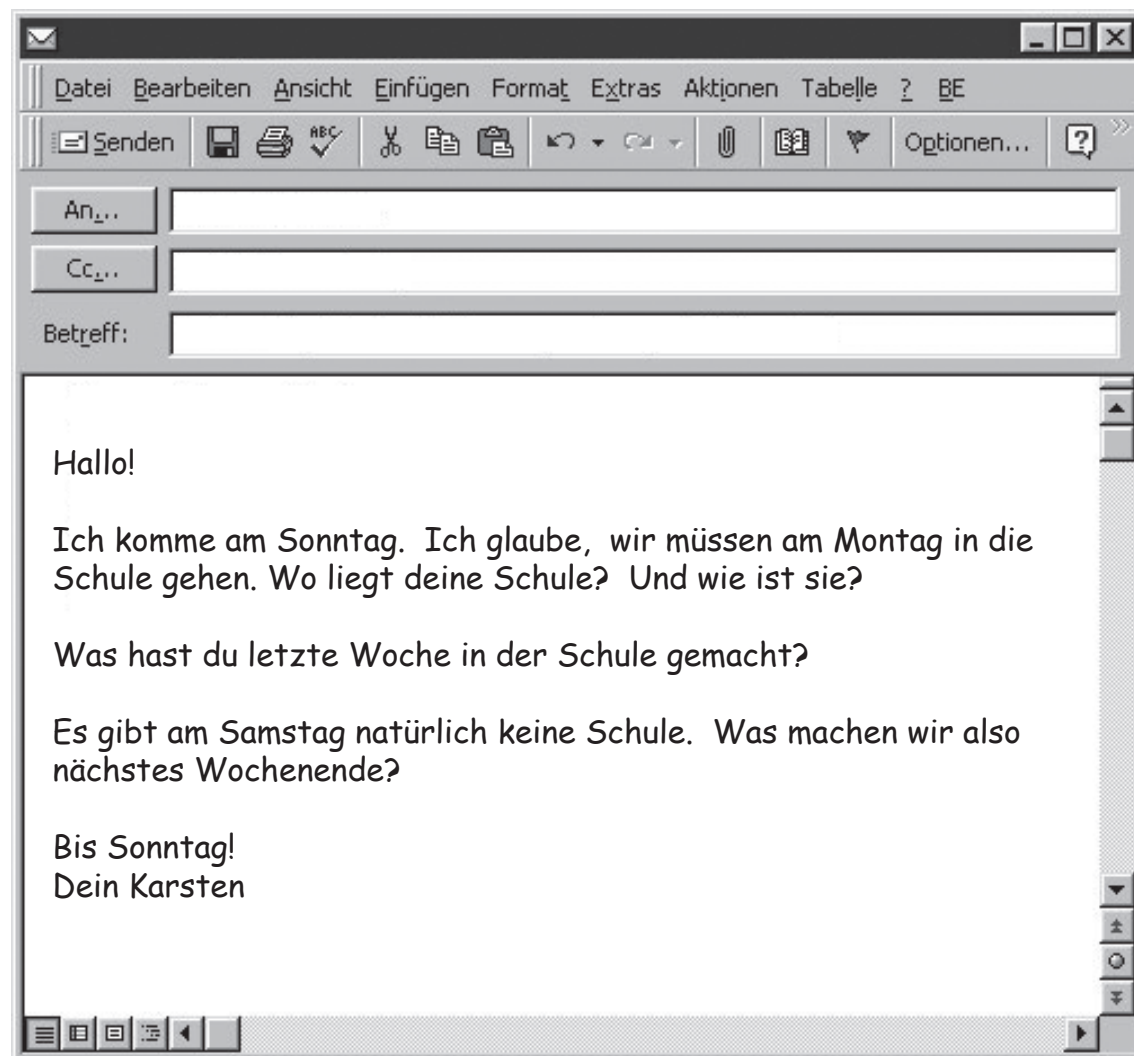 Datei Bearbeiten Ansicht Einfügen Format Extras Aktionen Tabelle ? BE
Senden ABC Optionen... ?
An...
Cc...
Betreff:
Hallo!
Ich komme am Sonntag. Ich glaube, wir müssen am Montag in die
Schule gehen. Wo liegt deine Schule? Und wie ist sie?
Was hast du letzte Woche in der Schule gemacht?
Es gibt am Samstag natürlich keine Schule. Was machen wir also
nächstes Wochenende?
Bis Sonntag!
Dein Karsten